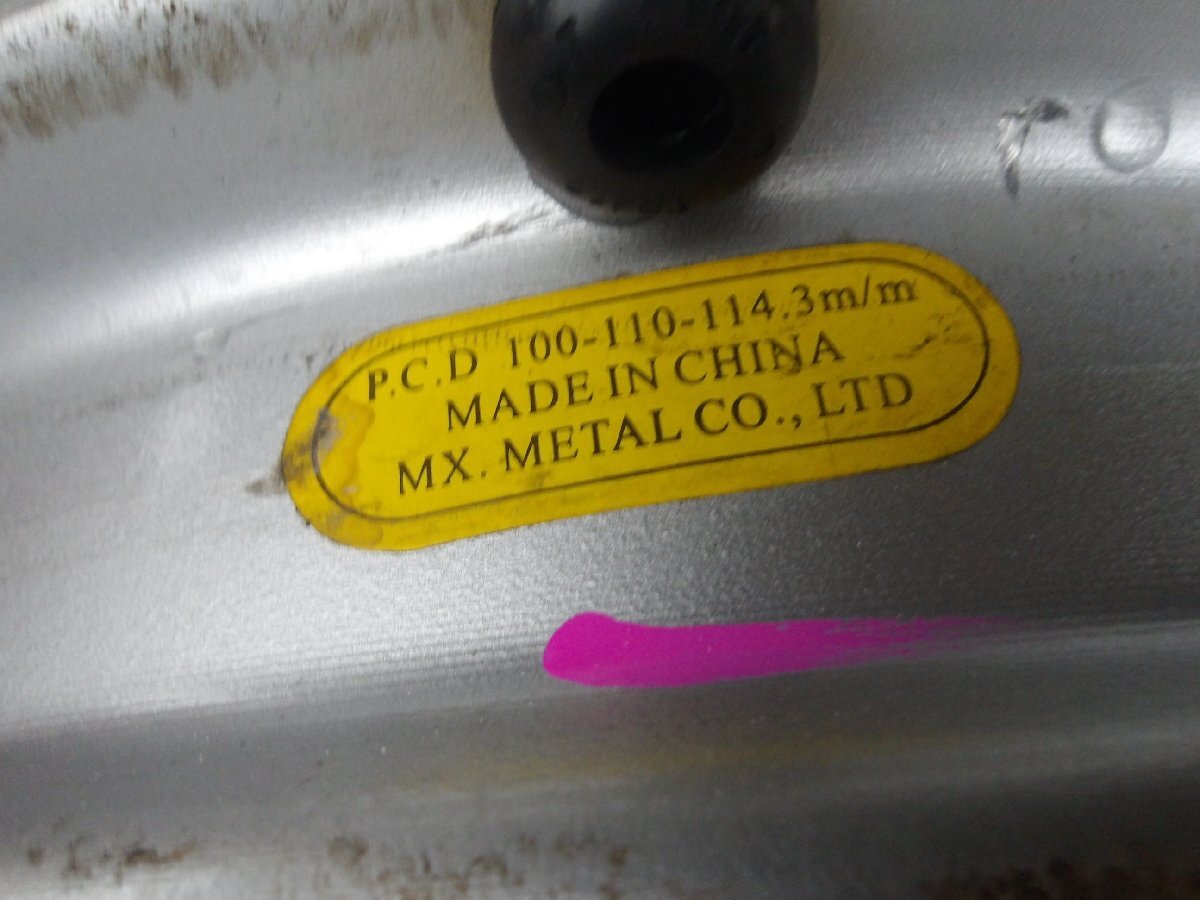 P.C.D 100-110-114.3m/m
MADE IN CHINA
MX. METAL CO., LTD